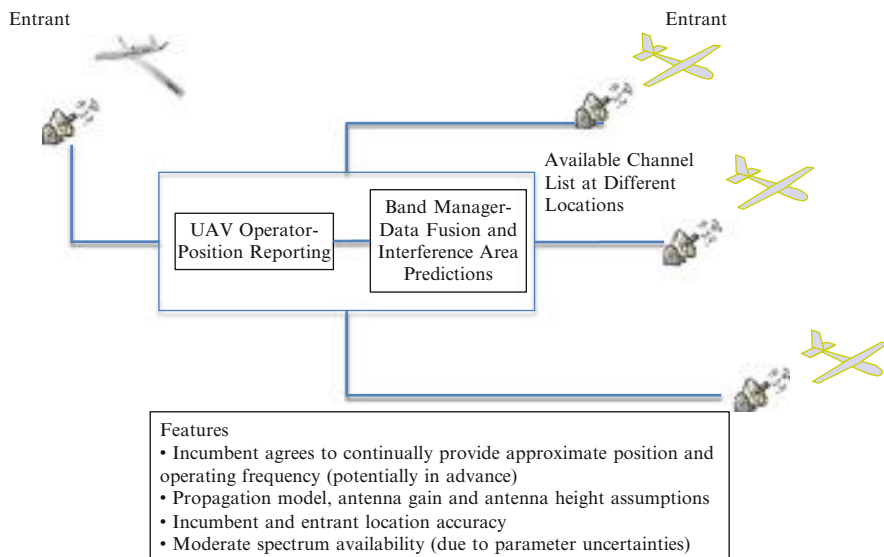 Entrant
Entrant
Available Channel
List at Different
Locations
UAV Operator-
Position Reporting
Band Manager-
Data Fusion and
Interference Area
Predictions
Features
• Incumbent agrees to continually provide approximate position and
operating frequency (potentially in advance)
• Propagation model, antenna gain and antenna height assumptions
• Incumbent and entrant location accuracy
• Moderate spectrum availability (due to parameter uncertainties)